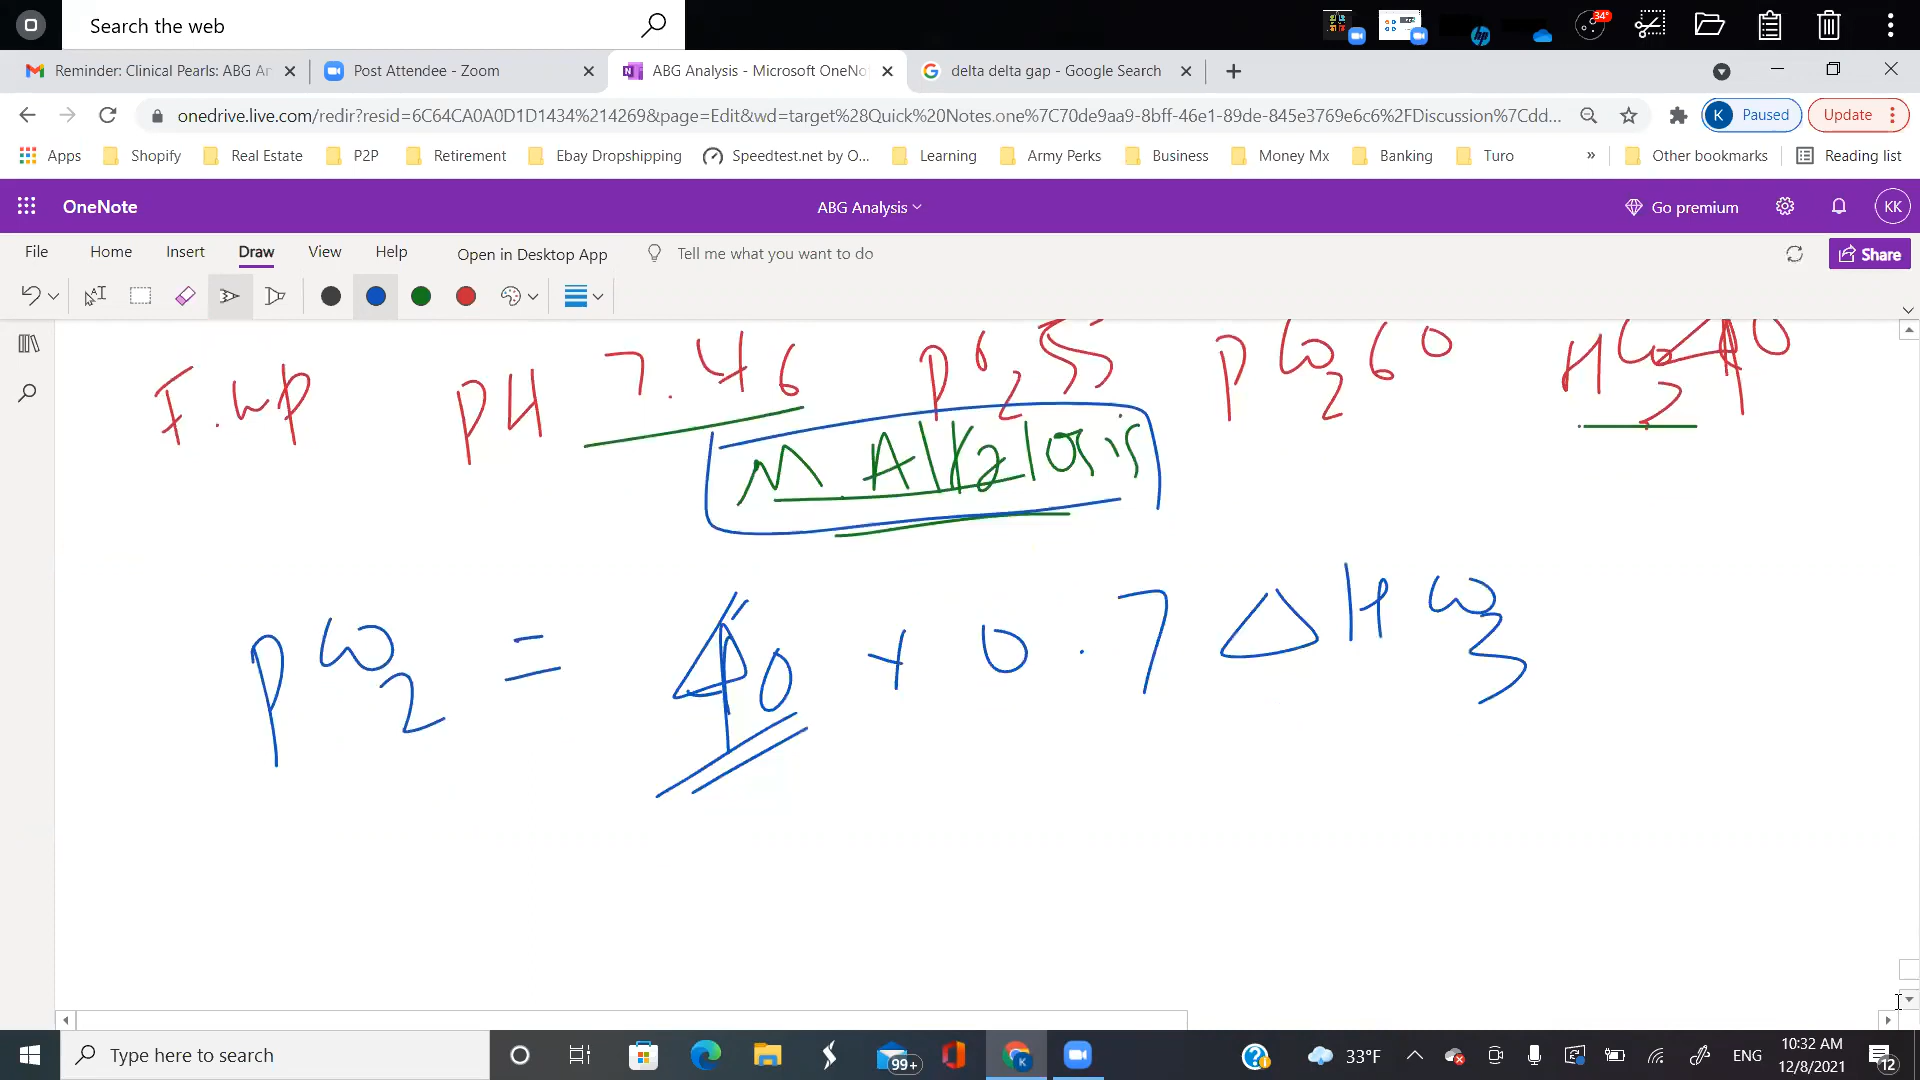 Search the web
34°
Reminder: Clinical Pearls: ABG An
Post Attendee - Zoom
ABG Analysis - Microsoft OneNo
delta delta gap - Google Search
onedrive.live.com/redir?resid=6C64CA0A0D1D1434%214269&page=Edit&wd=target%28Quick%20Notes.one%7C70de9aa9-8bff-46e1-89de-845e3769e6c6%2FDiscussion%7Cdd...
K Paused
Update
Apps Shopify Real Estate P2P Retirement Ebay Dropshipping Speedtest.net by O... Learning Army Perks Business Money Mx Banking Turo » Other bookmarks Reading list
OneNote
ABG Analysis
Go premium
KK
File Home Insert Draw View Help Open in Desktop App Tell me what you want to do
Share
pH 7.46 PO2 55 PCO2 60 HCO3 40
M. Alkalosis
PCO2 = 40 + 0.7 Δ HCO3
Type here to search
99+
33°F
ENG
10:32 AM
12/8/2021
12